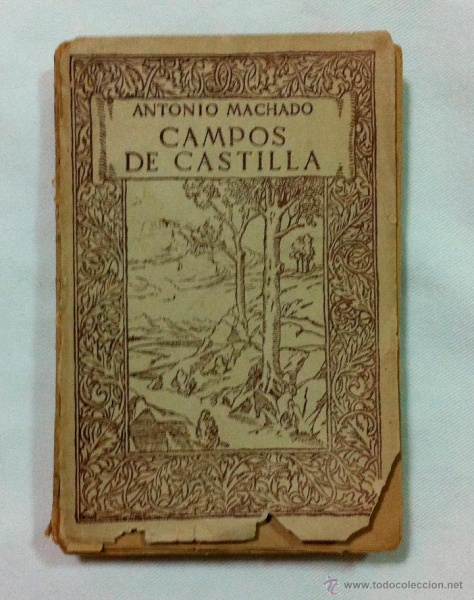 ANTONIO MACHADO
CAMPOS
DE CASTILLA
© www.todocoleccion.net